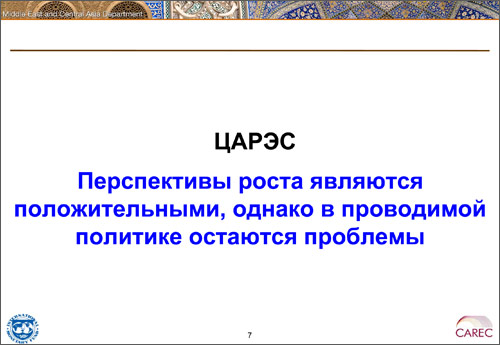 Middle East and Central Asia Department
ЦАРЭС
Перспективы роста являются
положительными, однако в проводимой
политике остаются проблемы
7
CAREC